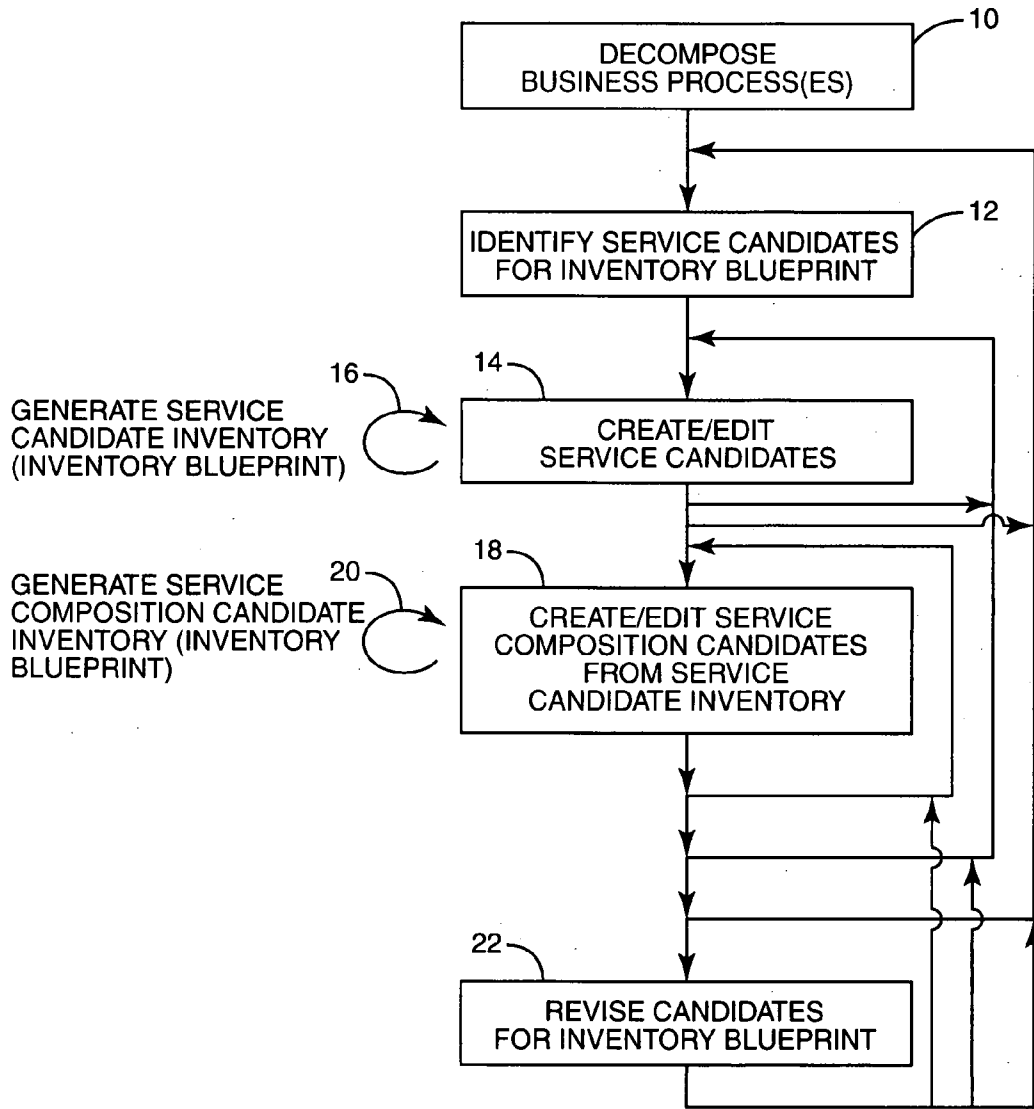 10
DECOMPOSE
BUSINESS PROCESS(ES)
12
IDENTIFY SERVICE CANDIDATES
FOR INVENTORY BLUEPRINT
16
14
GENERATE SERVICE
CANDIDATE INVENTORY
(INVENTORY BLUEPRINT)
CREATE/EDIT
SERVICE CANDIDATES
20
18
GENERATE SERVICE
COMPOSITION CANDIDATE
INVENTORY (INVENTORY
BLUEPRINT)
CREATE/EDIT SERVICE
COMPOSITION CANDIDATES
FROM SERVICE
CANDIDATE INVENTORY
22
REVISE CANDIDATES
FOR INVENTORY BLUEPRINT